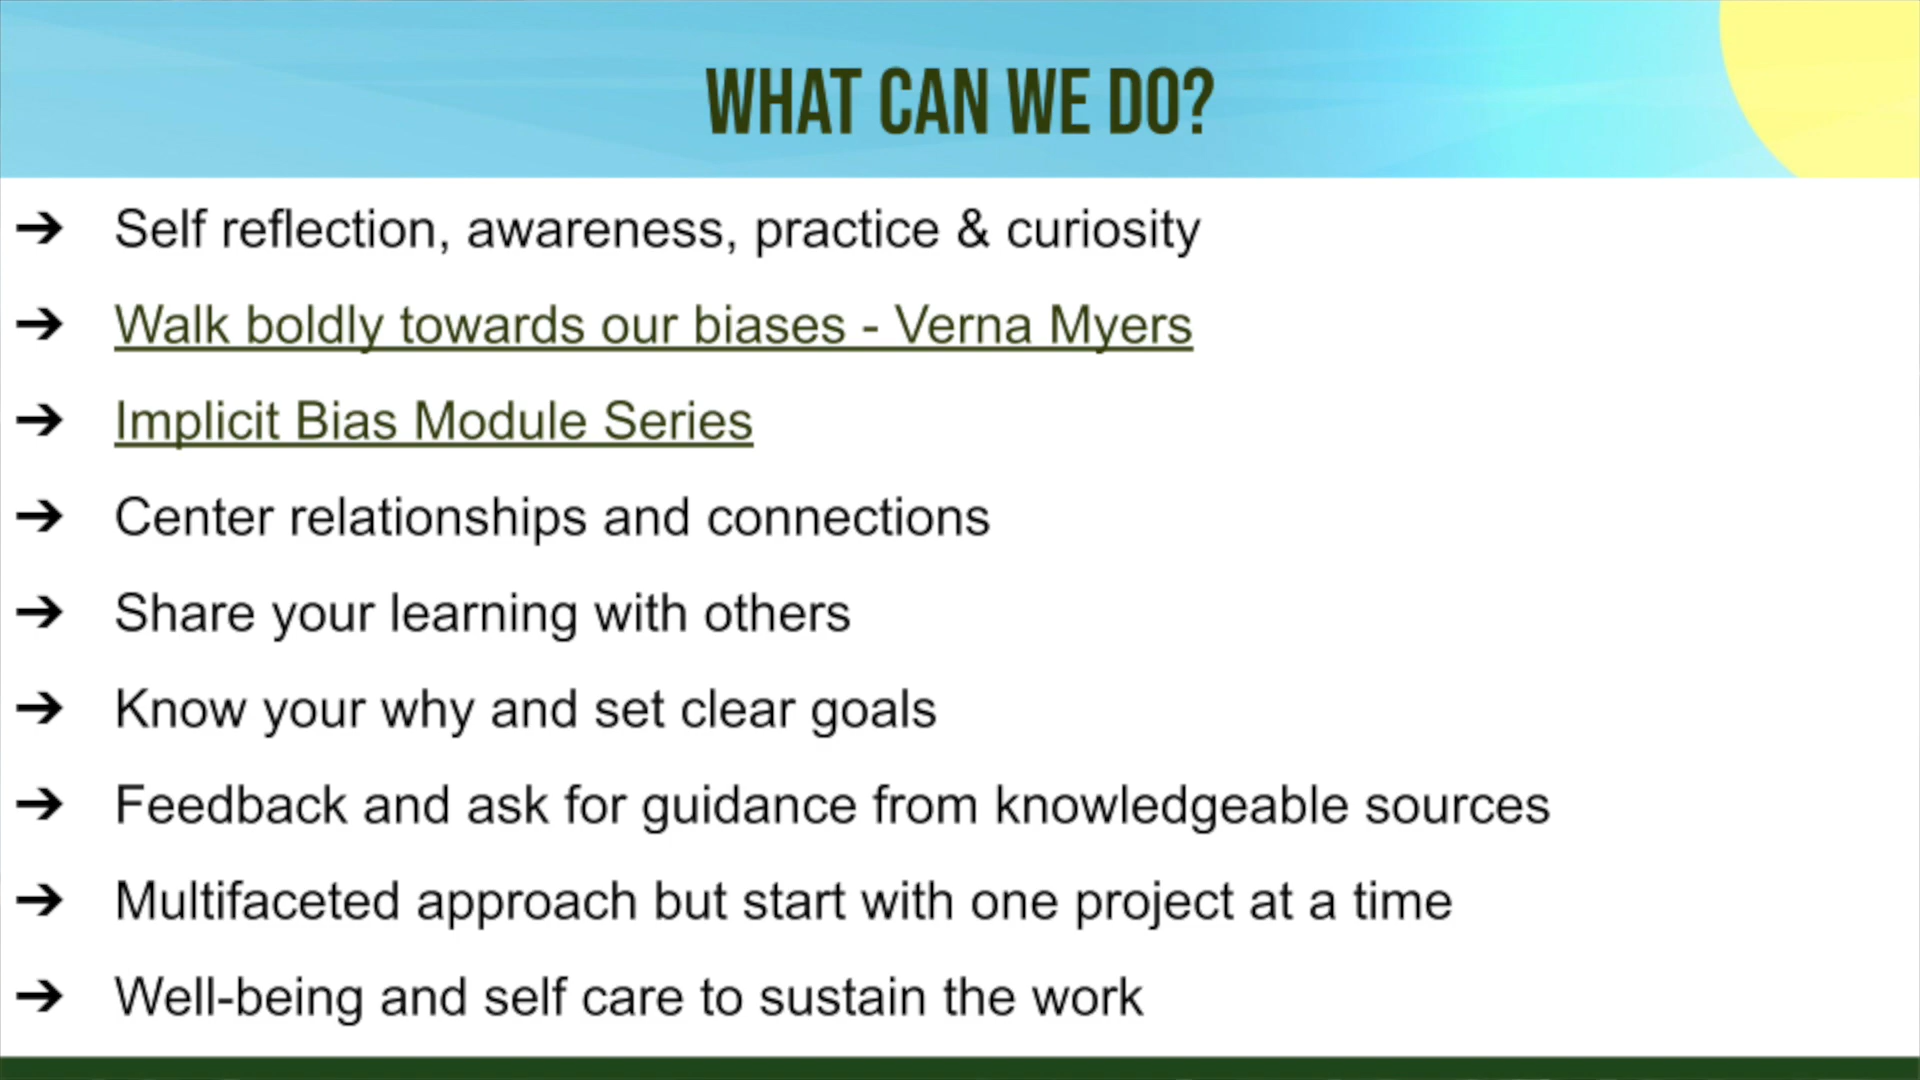 WHAT CAN WE DO?
➔ Self reflection, awareness, practice & curiosity
➔ Walk boldly towards our biases - Verna Myers
➔ Implicit Bias Module Series
➔ Center relationships and connections
➔ Share your learning with others
➔ Know your why and set clear goals
➔ Feedback and ask for guidance from knowledgeable sources
➔ Multifaceted approach but start with one project at a time
➔ Well-being and self care to sustain the work